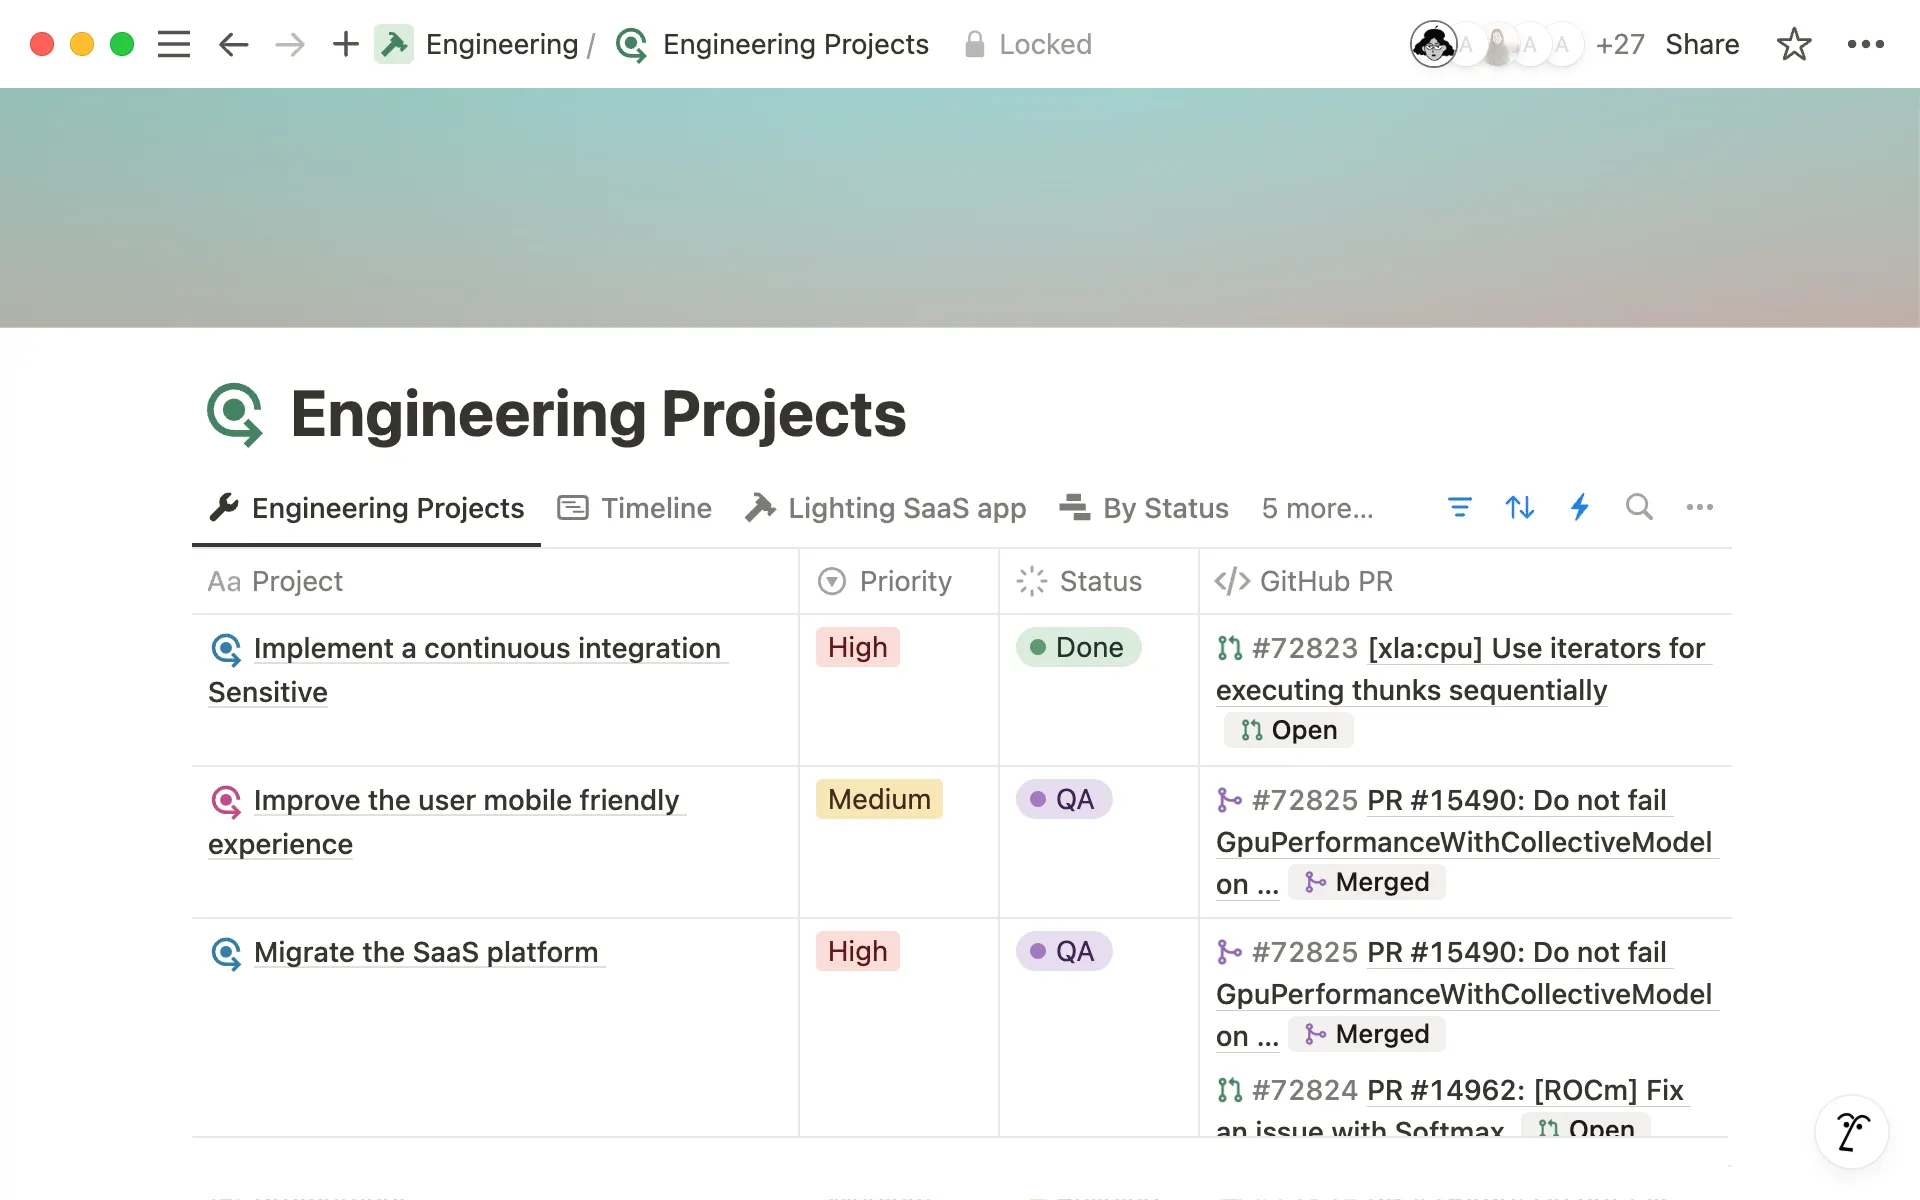 Engineering / Engineering Projects Locked A A A +27 Share
Engineering Projects
Engineering Projects Timeline Lighting SaaS app By Status 5 more...
Aa Project Priority Status </> GitHub PR
Implement a continuous integration High Done #72823 [xla:cpu] Use iterators for
Sensitive executing thunks sequentially
Open
Improve the user mobile friendly Medium QA #72825 PR #15490: Do not fail
experience GpuPerformanceWithCollectiveModel
on ... Merged
Migrate the SaaS platform High QA #72825 PR #15490: Do not fail
GpuPerformanceWithCollectiveModel
on ... Merged
#72824 PR #14962: [ROCm] Fix
an issue with Softmax Open